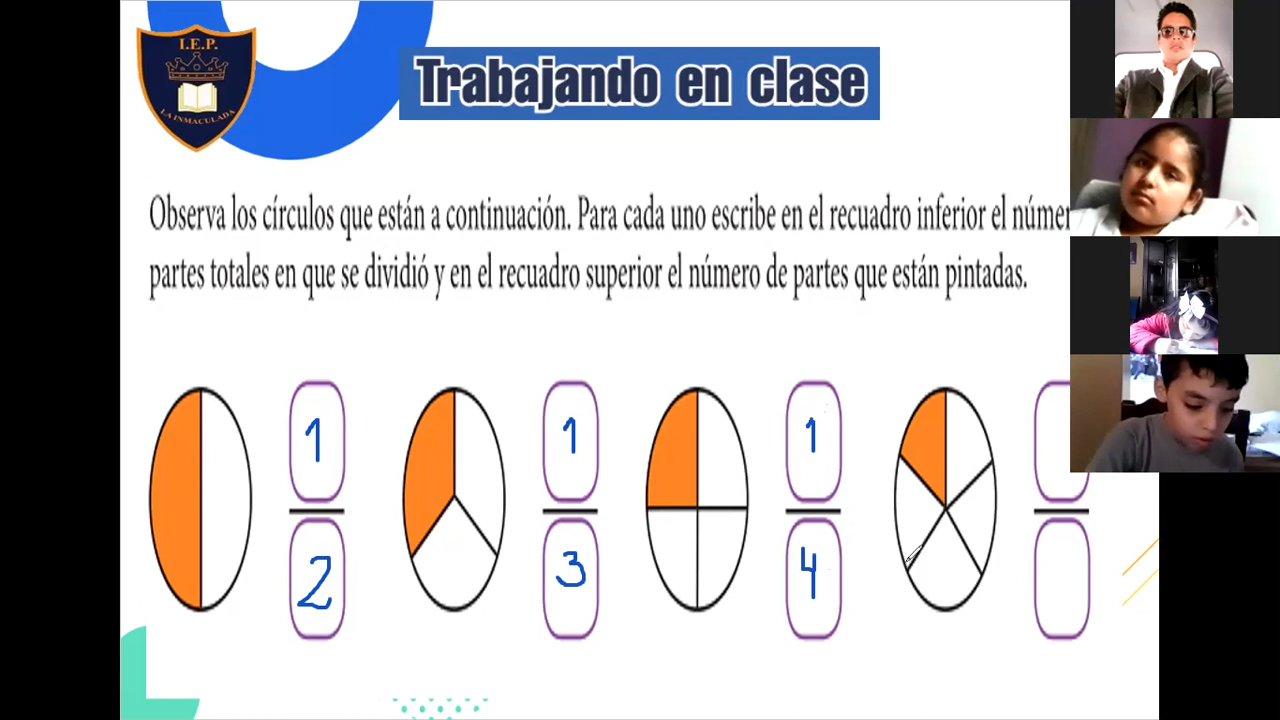 I.E.P.
LA INMACULADA
Trabajando en clase
Observa los círculos que están a continuación. Para cada uno escribe en el recuadro inferior el númer
partes totales en que se dividió y en el recuadro superior el número de partes que están pintadas.
1 1 1
2 3 4